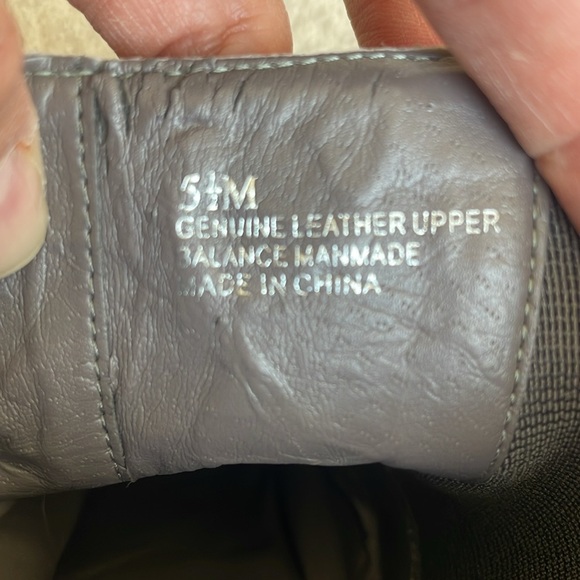 5½M
GENUINE LEATHER UPPER
BALANCE MANMADE
MADE IN CHINA